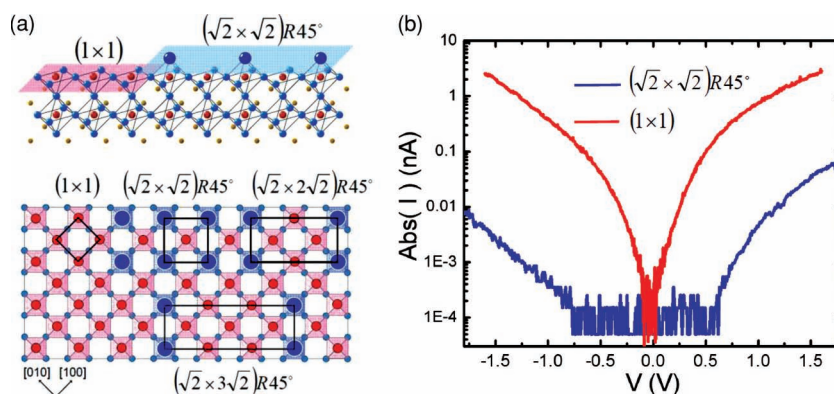 (a)
(√2 × √2)R45°
(1×1)
(1×1) (√2 × √2)R45° (√2 × 2√2)R45°
[010] [100]
(√2 × 3√2)R45°
(b)
10
1
0.1
0.01
1E-3
1E-4
Abs( I ) (nA)
(√2 × √2)R45°
(1×1)
-1.5 -1.0 -0.5 0.0 0.5 1.0 1.5
V (V)